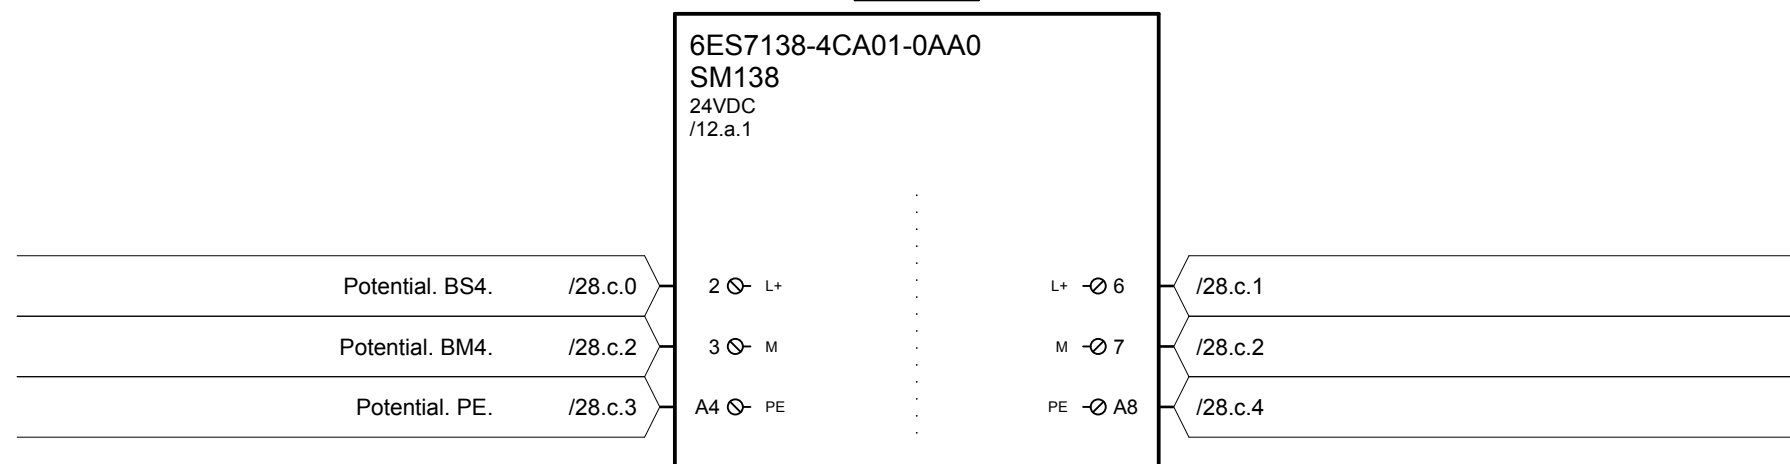 6ES7138-4CA01-0AA0
SM138
24VDC
/12.a.1
Potential. BS4. /28.c.0 2 L+ L+ 6 /28.c.1
Potential. BM4. /28.c.2 3 M M 7 /28.c.2
Potential. PE. /28.c.3 A4 PE PE A8 /28.c.4